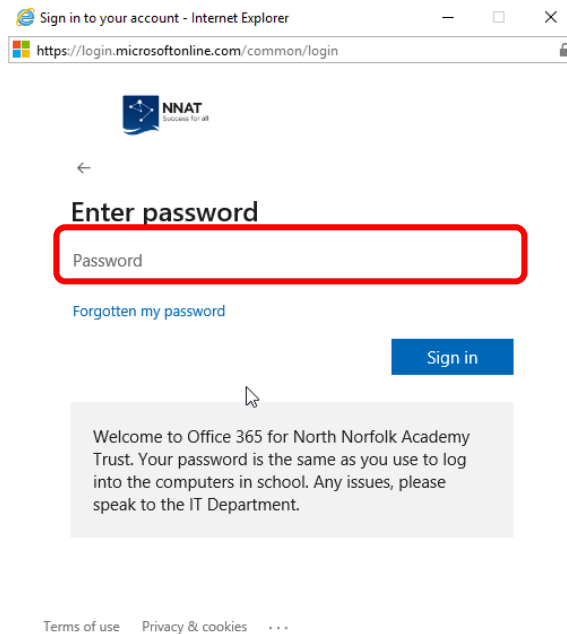 Sign in to your account - Internet Explorer
https://login.microsoftonline.com/common/login
NNAT
Success for all
Enter password
Password
Forgotten my password
Sign in
Welcome to Office 365 for North Norfolk Academy
Trust. Your password is the same as you use to log
into the computers in school. Any issues, please
speak to the IT Department.
Terms of use Privacy & cookies ...